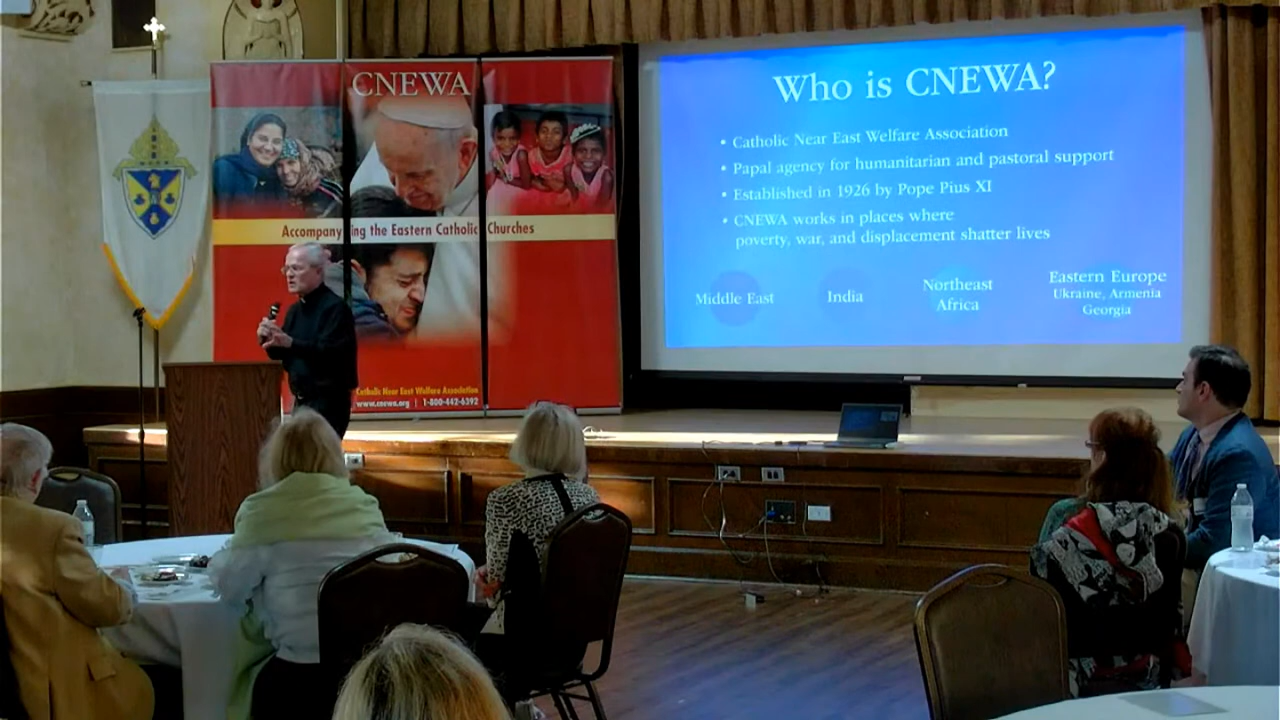 CNEWA
Accompanying the Eastern Catholic Churches
Catholic Near East Welfare Association
www.cnewa.org | 1-800-442-6392
Who is CNEWA?
• Catholic Near East Welfare Association
• Papal agency for humanitarian and pastoral support
• Established in 1926 by Pope Pius XI
• CNEWA works in places where
poverty, war, and displacement shatter lives
Middle East
India
Northeast
Africa
Eastern Europe
Ukraine, Armenia
Georgia